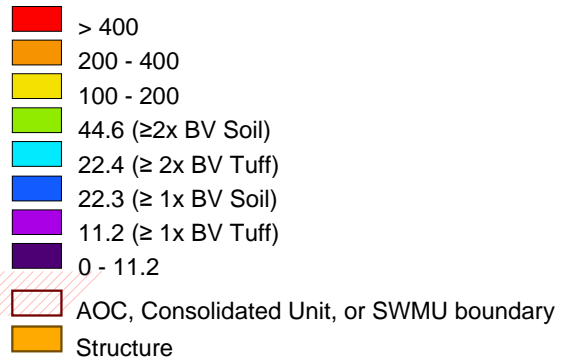 > 400
200 - 400
100 - 200
44.6 (≥2x BV Soil)
22.4 (≥ 2x BV Tuff)
22.3 (≥ 1x BV Soil)
11.2 (≥ 1x BV Tuff)
0 - 11.2
AOC, Consolidated Unit, or SWMU boundary
Structure